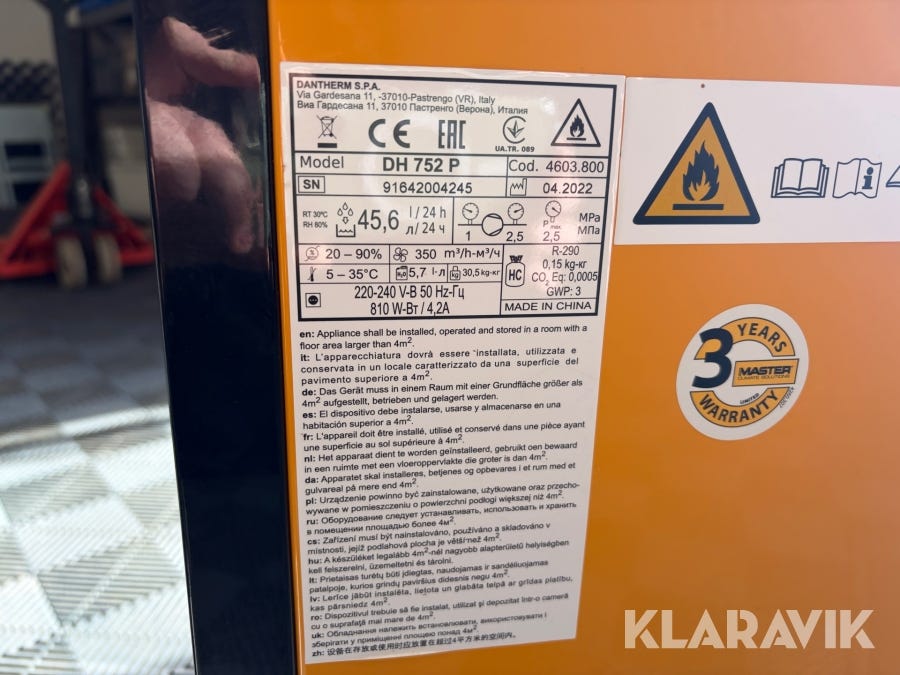 DANTHERM S.P.A.
Via Gardesana 11, -37010-Pastrengo (VR), Italy
Виа Гардесана 11, 37010 Пастренго (Верона), Италия
CE EAC UA.TR. 089
Model DH 752 P Cod. 4603.800
SN 91642004245 04.2022
RT 30°C
RH 80%
45,6 l / 24 h
л/ 24 ч
1 2,5 P max. 2,5 MPa
МPa
20 – 90% 350 m³/h-м³/ч
5 – 35°C 5,7 l-л kg 30,5 kg-кг
HC
R-290
0,15 kg-кг
CO₂ Eq: 0,0005
GWP: 3
220-240 V-В 50 Hz-Гц
810 W-Вт / 4,2A
MADE IN CHINA
en: Appliance shall be installed, operated and stored in a room with a
floor area larger than 4m².
it: L'apparecchiatura dovrà essere installata, utilizzata e
conservata in un locale caratterizzato da una superficie del
pavimento superiore a 4m².
de: Das Gerät muss in einem Raum mit einer Grundfläche größer als
4m² aufgestellt, betrieben und gelagert werden.
es: El dispositivo debe instalarse, usarse y almacenarse en una
habitación superior a 4m².
fr: L'appareil doit être installé, utilisé et conservé dans une pièce ayant
une superficie au sol supérieure à 4m².
nl: Het apparaat dient te worden geïnstalleerd, gebruikt oen bewaard
in een ruimte met een vloeroppervlakte die groter is dan 4m².
da: Apparatet skal installeres, betjenes og opbevares i et rum med et
gulvareal på mere end 4m².
pl: Urządzenie powinno być zainstalowane, użytkowane oraz przecho-
wywane w pomieszczeniu o powierzchni podłogi większej niż 4m².
ru: Оборудование следует устанавливать, использовать и хранить
в помещении площадью более 4м².
cs: Zařízení musí být nainstalováno, používáno a skladováno v
místnosti, jejíž podlahová plocha je větší než 4m².
hu: A készüléket legalább 4m²-nél nagyobb alapterületű helyiségben
kell felszerelni, üzemeltetni és tárolni.
lt: Prietaisas turėtų būti įdiegtas, naudojamas ir sandėliuojamas
patalpoje, kurios grindų paviršius didesnis negu 4m².
lv: Ierīce jābūt instalēta, lietota un glabāta telpā ar grīdas platību,
kas pārsniedz 4m².
ro: Dispozitivul trebuie să fie instalat, utilizat și depozitat într-o cameră
cu o suprafață mai mare de 4m².
uk: Обладнання належить встановлювати, використовувати і
зберігати у приміщенні площею понад 4м².
zh: 设备在存放或使用时应放置在超过4平方米的空间内
3 YEARS
MASTER
CLIMATE SOLUTIONS
LIMITED
WARRANTY
KLARAVIK